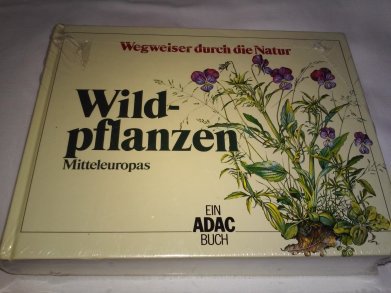 Wegweiser durch die Natur
Wild-
pflanzen
Mitteleuropas
EIN
ADAC
BUCH